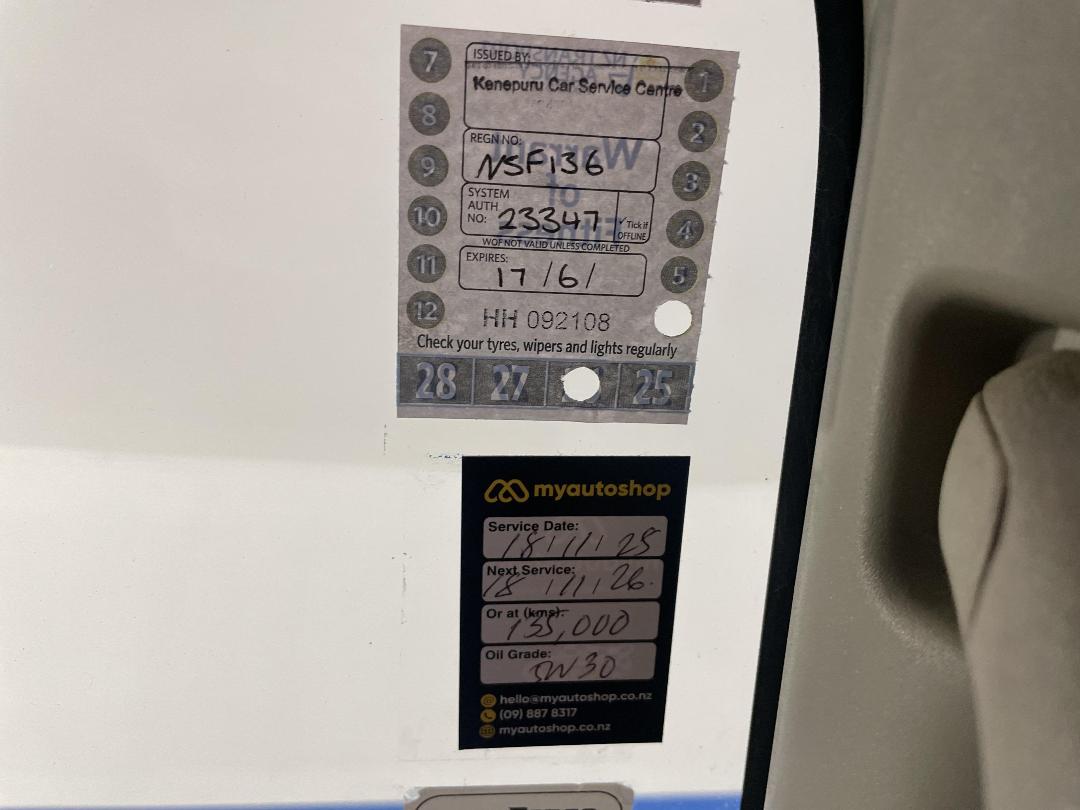 7
ISSUED BY:
1
Kenepuru Car Service Centre
8
2
REGN NO:
NSF136
Warrant
9
of
3
SYSTEM
AUTH
NO: 23347
✓Tick if
OFFLINE
Fitness
10
4
WOF NOT VALID UNLESS COMPLETED
EXPIRES:
17/6/
11
5
12
HH 092108
Check your tyres, wipers and lights regularly
28 27 25
myautoshop
Service Date:
18/11/25
Next Service:
18/11/26.
Or at (kms):
135,000
Oil Grade:
5W30
hello@myautoshop.co.nz
(09) 887 8317
myautoshop.co.nz